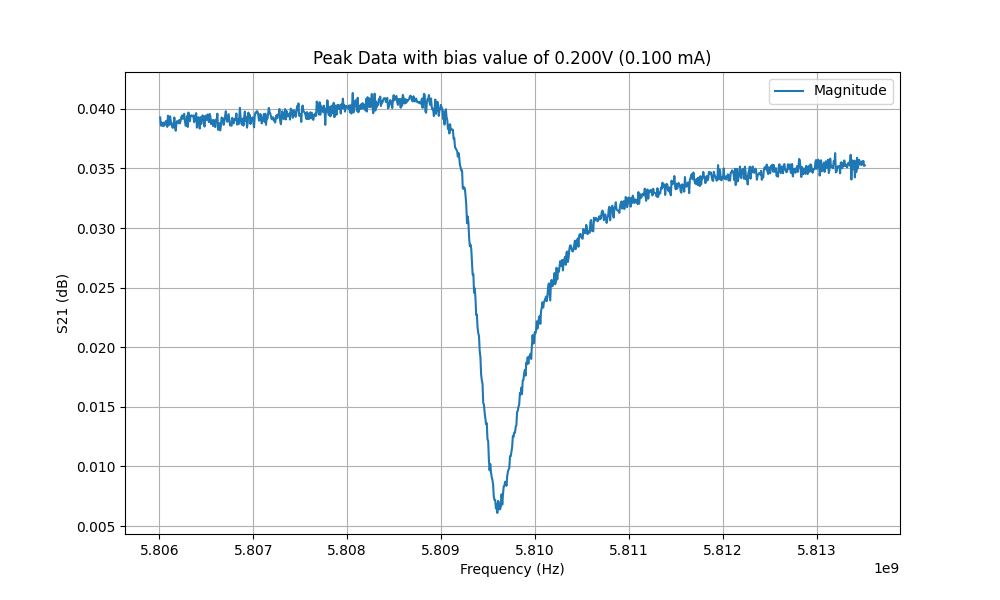 Peak Data with bias value of 0.200V (0.100 mA)
Magnitude
0.040
0.035
0.030
0.025
0.020
0.015
0.010
0.005
S21 (dB)
5.806 5.807 5.808 5.809 5.810 5.811 5.812 5.813
Frequency (Hz)
1e9